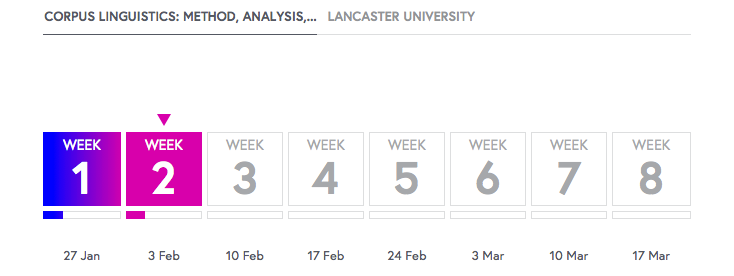 CORPUS LINGUISTICS: METHOD, ANALYSIS,... LANCASTER UNIVERSITY
WEEK WEEK WEEK WEEK WEEK WEEK WEEK WEEK
1 2 3 4 5 6 7 8
27 Jan 3 Feb 10 Feb 17 Feb 24 Feb 3 Mar 10 Mar 17 Mar